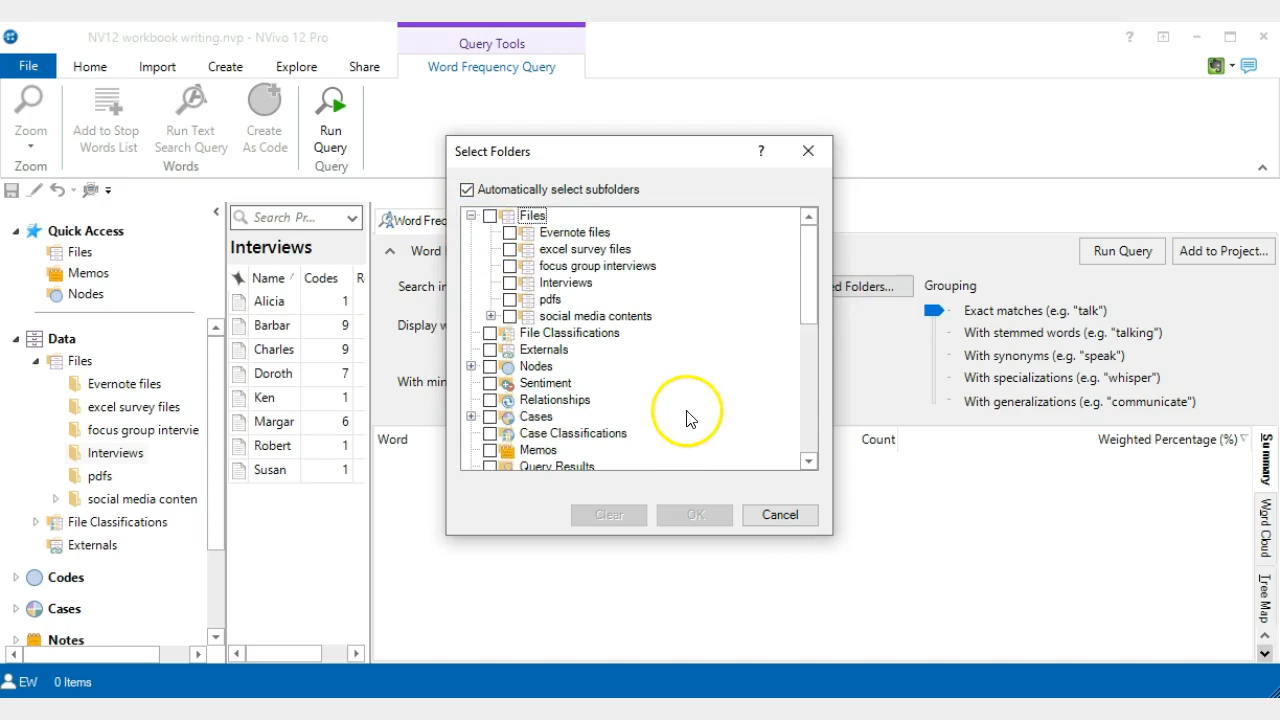 NV12 workbook writing.nvp - NVivo 12 Pro
Query Tools
?
File
Home
Import
Create
Explore
Share
Word Frequency Query
Zoom
Add to Stop
Words List
Run Text
Search Query
Create
As Code
Run
Query
Zoom
Words
Query
Quick Access
Files
Memos
Nodes
Data
Files
Evernote files
excel survey files
focus group intervie
Interviews
pdfs
social media conten
File Classifications
Externals
Codes
Cases
Notes
Search Pr...
Interviews
Name
Codes
R
Alicia 1
Barbar 9
Charles 9
Doroth 7
Ken 1
Margar 6
Robert 1
Susan 1
Word Freq
Word
Search in
Display w
With min
Word
Select Folders
?
Automatically select subfolders
Files
Evernote files
excel survey files
focus group interviews
Interviews
pdfs
social media contents
File Classifications
Externals
Nodes
Sentiment
Relationships
Cases
Case Classifications
Memos
Query Results
Clear
OK
Cancel
Run Query
Add to Project...
ed Folders...
Grouping
Exact matches (e.g. "talk")
With stemmed words (e.g. "talking")
With synonyms (e.g. "speak")
With specializations (e.g. "whisper")
With generalizations (e.g. "communicate")
Count
Weighted Percentage (%)
Summary
Word Cloud
Tree Map
EW
0 Items